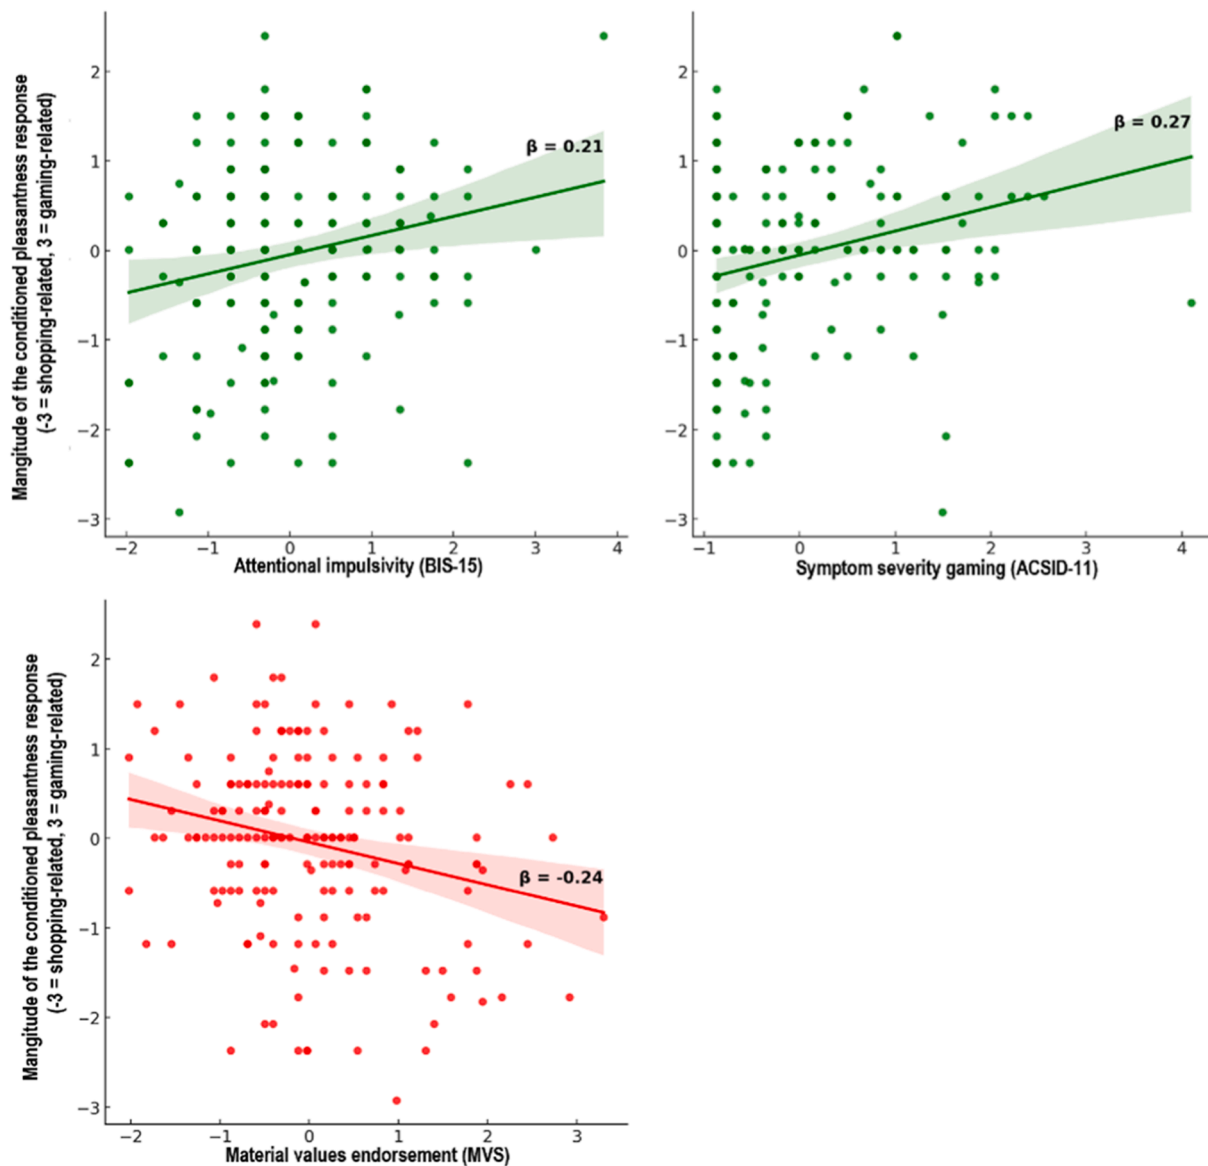 Mangitude of the conditioned pleasantness response
(-3 = shopping-related, 3 = gaming-related)
2
1
0
−1
−2
−3
β = 0.21
−2 −1 0 1 2 3 4
Attentional impulsivity (BIS-15)
2
1
0
−1
−2
−3
β = 0.27
−1 0 1 2 3 4
Symptom severity gaming (ACSID-11)
Mangitude of the conditioned pleasantness response
(-3 = shopping-related, 3 = gaming-related)
2
1
0
−1
−2
−3
β = -0.24
−2 −1 0 1 2 3
Material values endorsement (MVS)